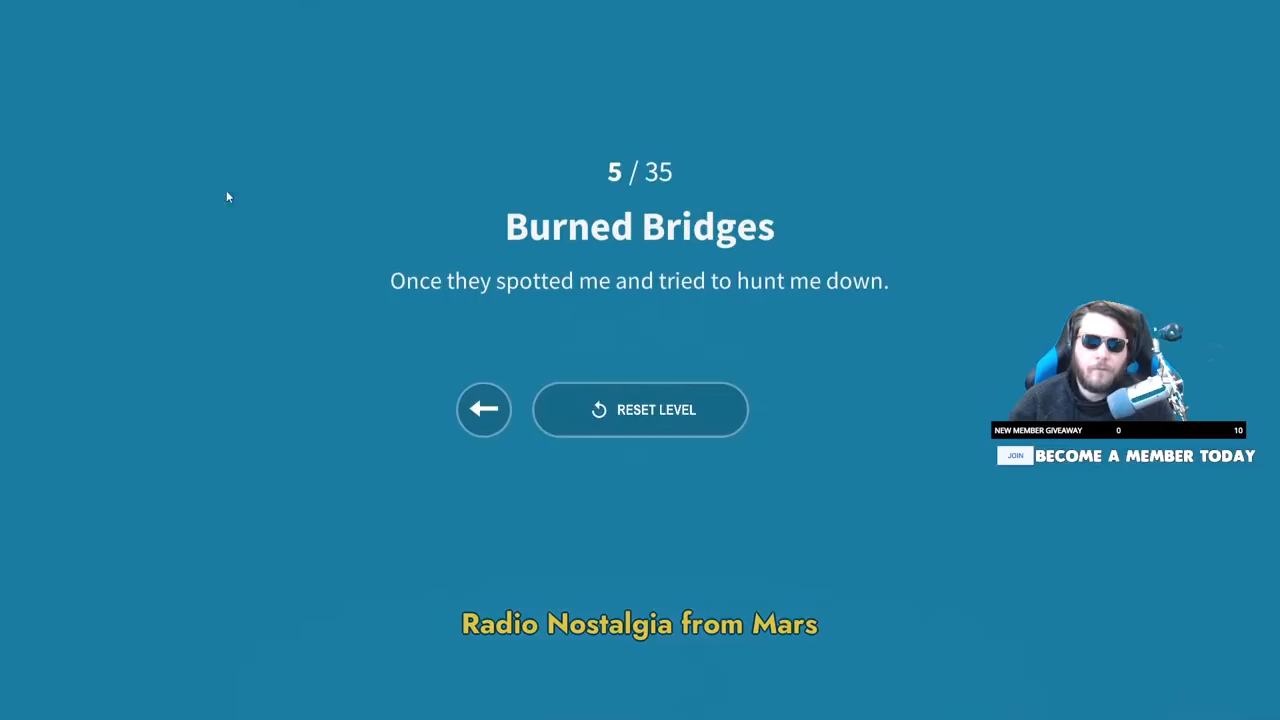 5 / 35
Burned Bridges
Once they spotted me and tried to hunt me down.
RESET LEVEL
NEW MEMBER GIVEAWAY 0 10
JOIN BECOME A MEMBER TODAY
Radio Nostalgia from Mars